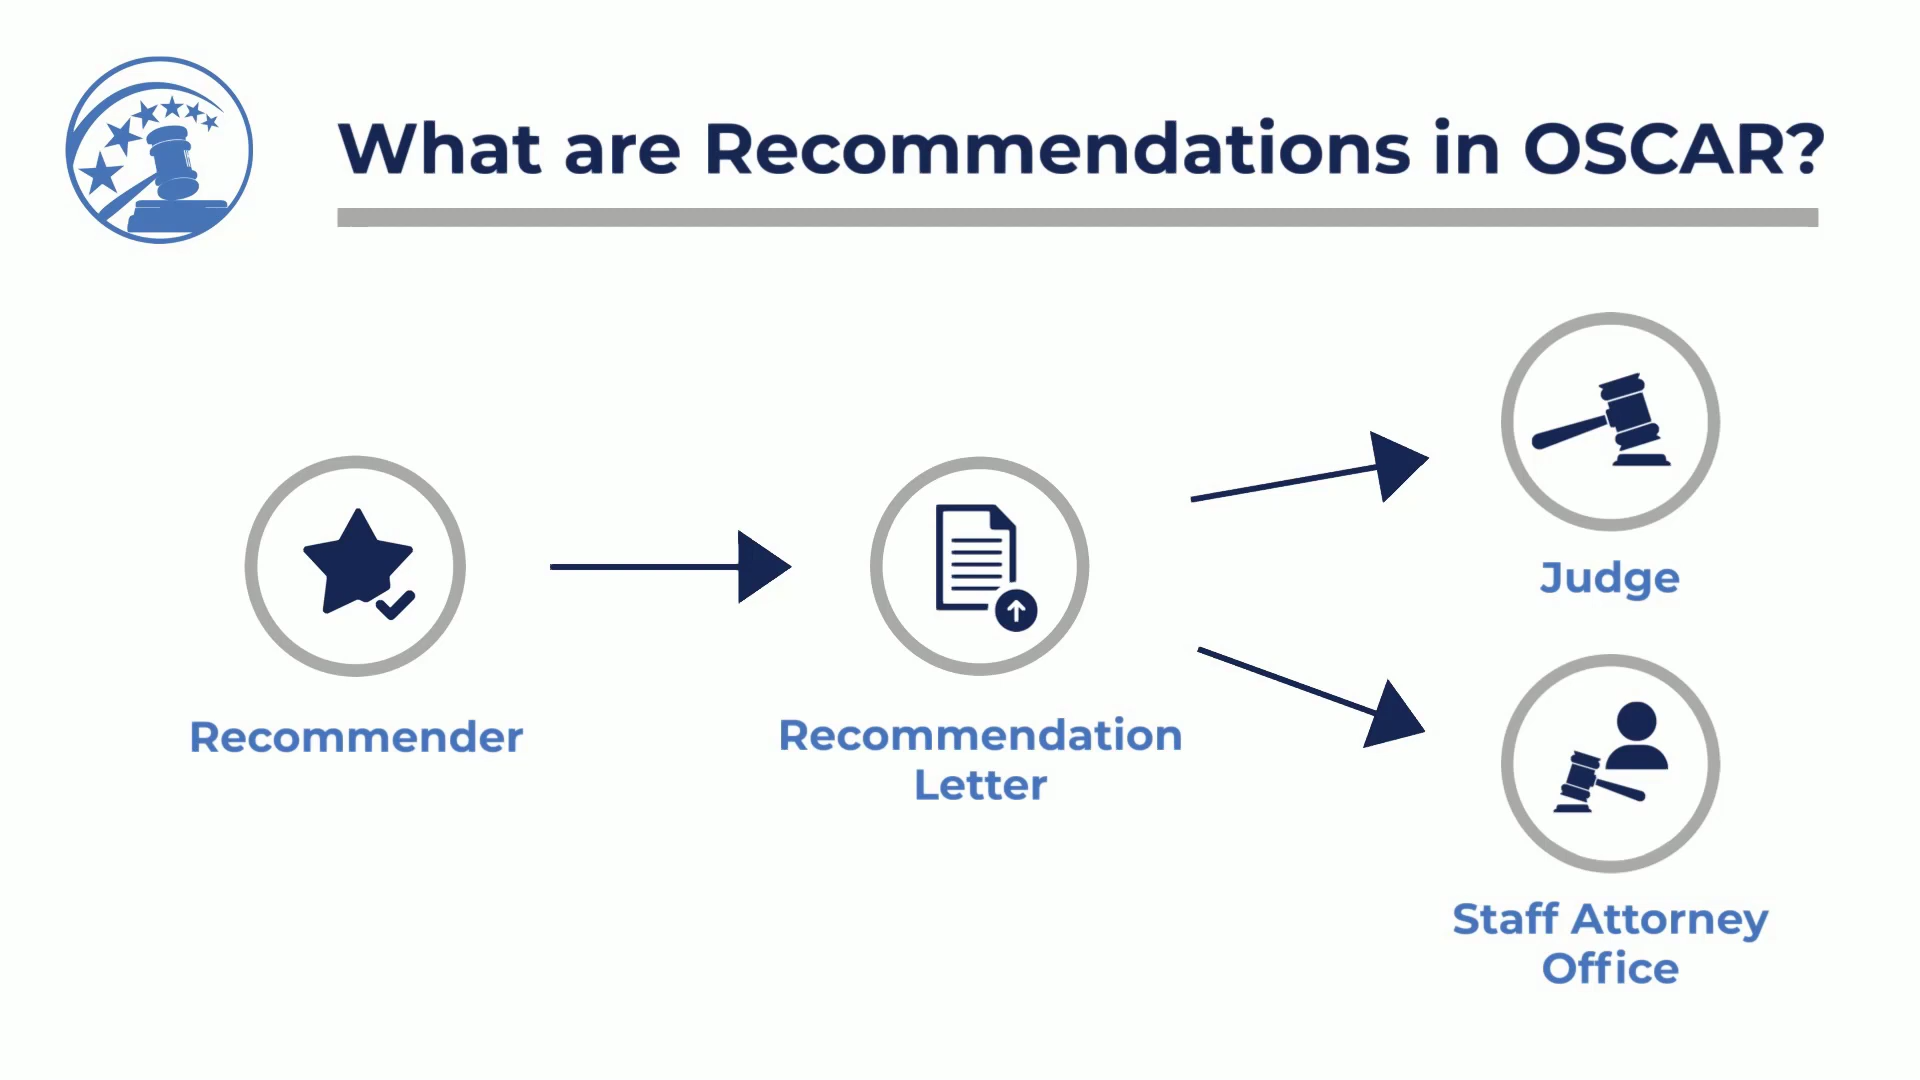 What are Recommendations in OSCAR?
Recommender
Recommendation
Letter
Judge
Staff Attorney
Office